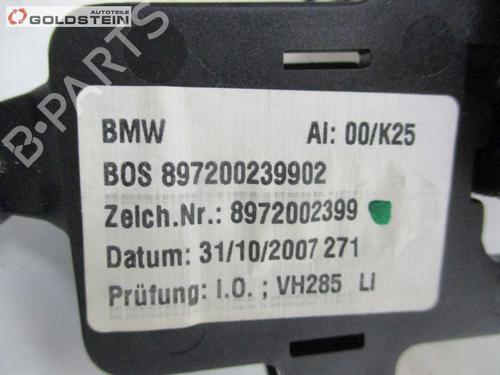 AUTOTEILE
GOLDSTEIN
B-PARTS
BMW AI: 00/K25
BOS 897200239902
Zeich.Nr.: 8972002399
Datum: 31/10/2007 271
Prüfung: I.O. ; VH285 LI